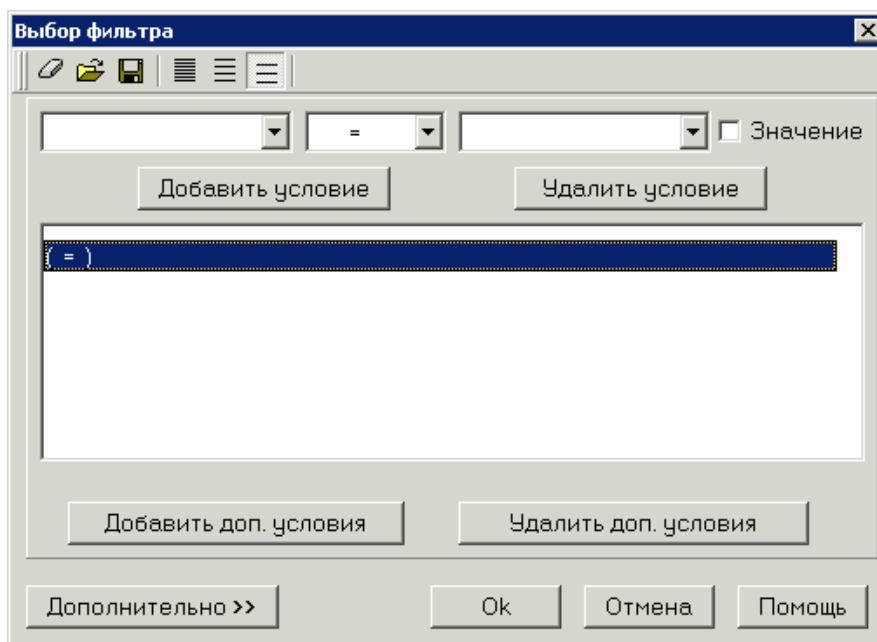 Выбор фильтра
= Значение
Добавить условие Удалить условие
( = )
Добавить доп. условия Удалить доп. условия
Дополнительно >> Ok Отмена Помощь